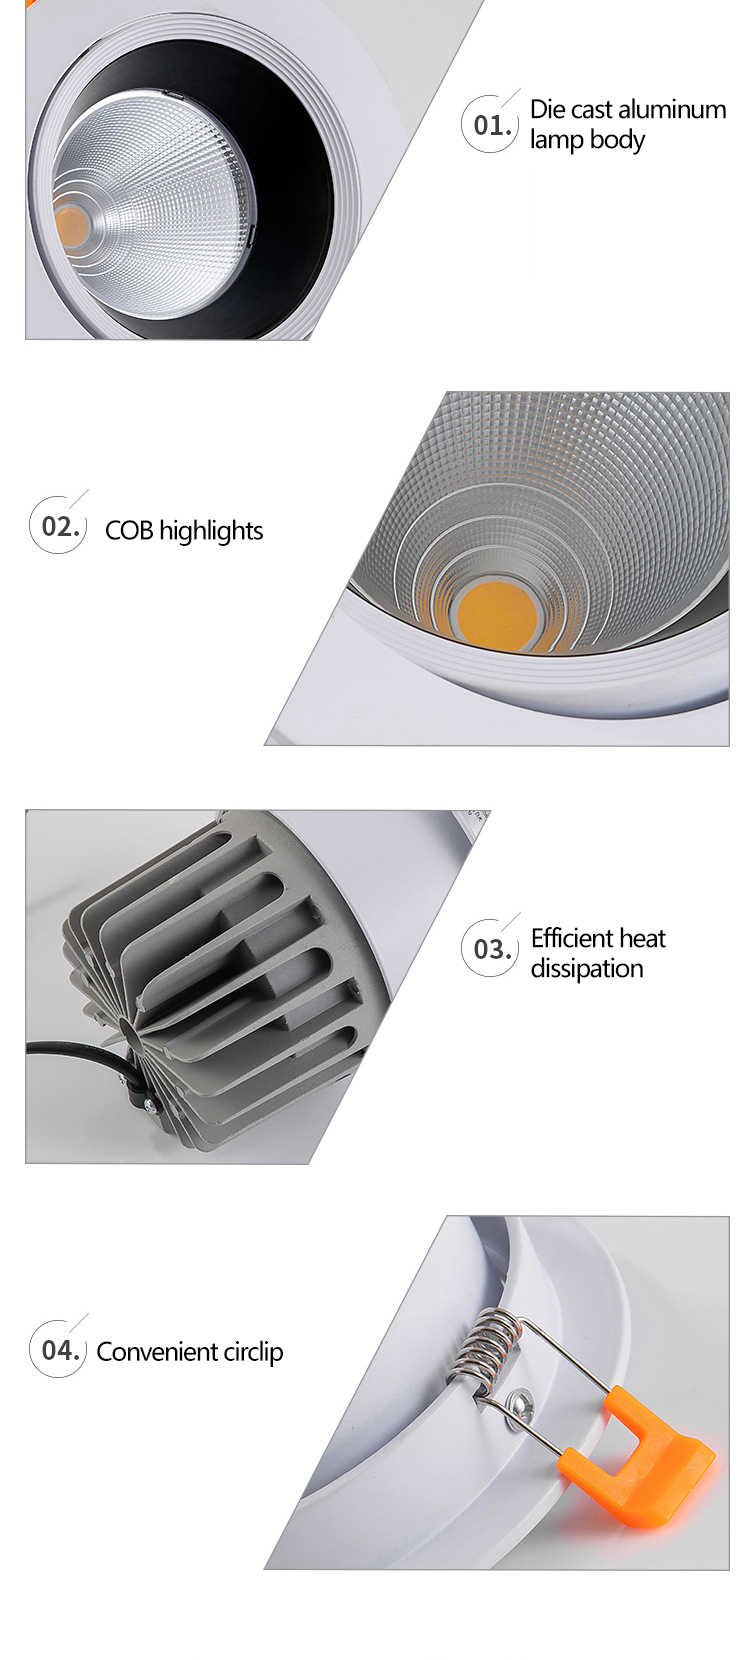 01.
Die cast aluminum
lamp body
02.
COB highlights
03.
Efficient heat
dissipation
04.
Convenient circlip